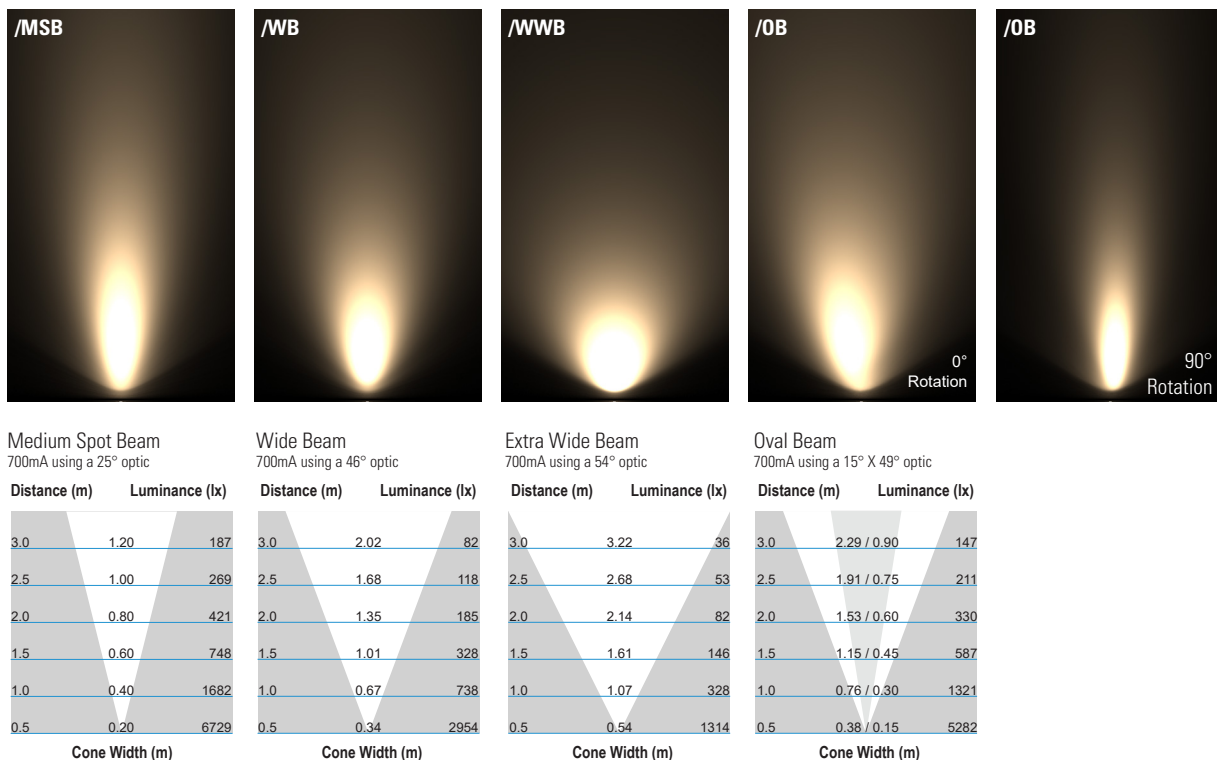 /MSB
/WB
/WWB
/OB
0°
Rotation
/OB
90°
Rotation
Medium Spot Beam
700mA using a 25° optic
Distance (m) Luminance (lx)
3.0 1.20 187
2.5 1.00 269
2.0 0.80 421
1.5 0.60 748
1.0 0.40 1682
0.5 0.20 6729
Cone Width (m)
Wide Beam
700mA using a 46° optic
Distance (m) Luminance (lx)
3.0 2.02 82
2.5 1.68 118
2.0 1.35 185
1.5 1.01 328
1.0 0.67 738
0.5 0.34 2954
Cone Width (m)
Extra Wide Beam
700mA using a 54° optic
Distance (m) Luminance (lx)
3.0 3.22 36
2.5 2.68 53
2.0 2.14 82
1.5 1.61 146
1.0 1.07 328
0.5 0.54 1314
Cone Width (m)
Oval Beam
700mA using a 15° X 49° optic
Distance (m) Luminance (lx)
3.0 2.29 / 0.90 147
2.5 1.91 / 0.75 211
2.0 1.53 / 0.60 330
1.5 1.15 / 0.45 587
1.0 0.76 / 0.30 1321
0.5 0.38 / 0.15 5282
Cone Width (m)